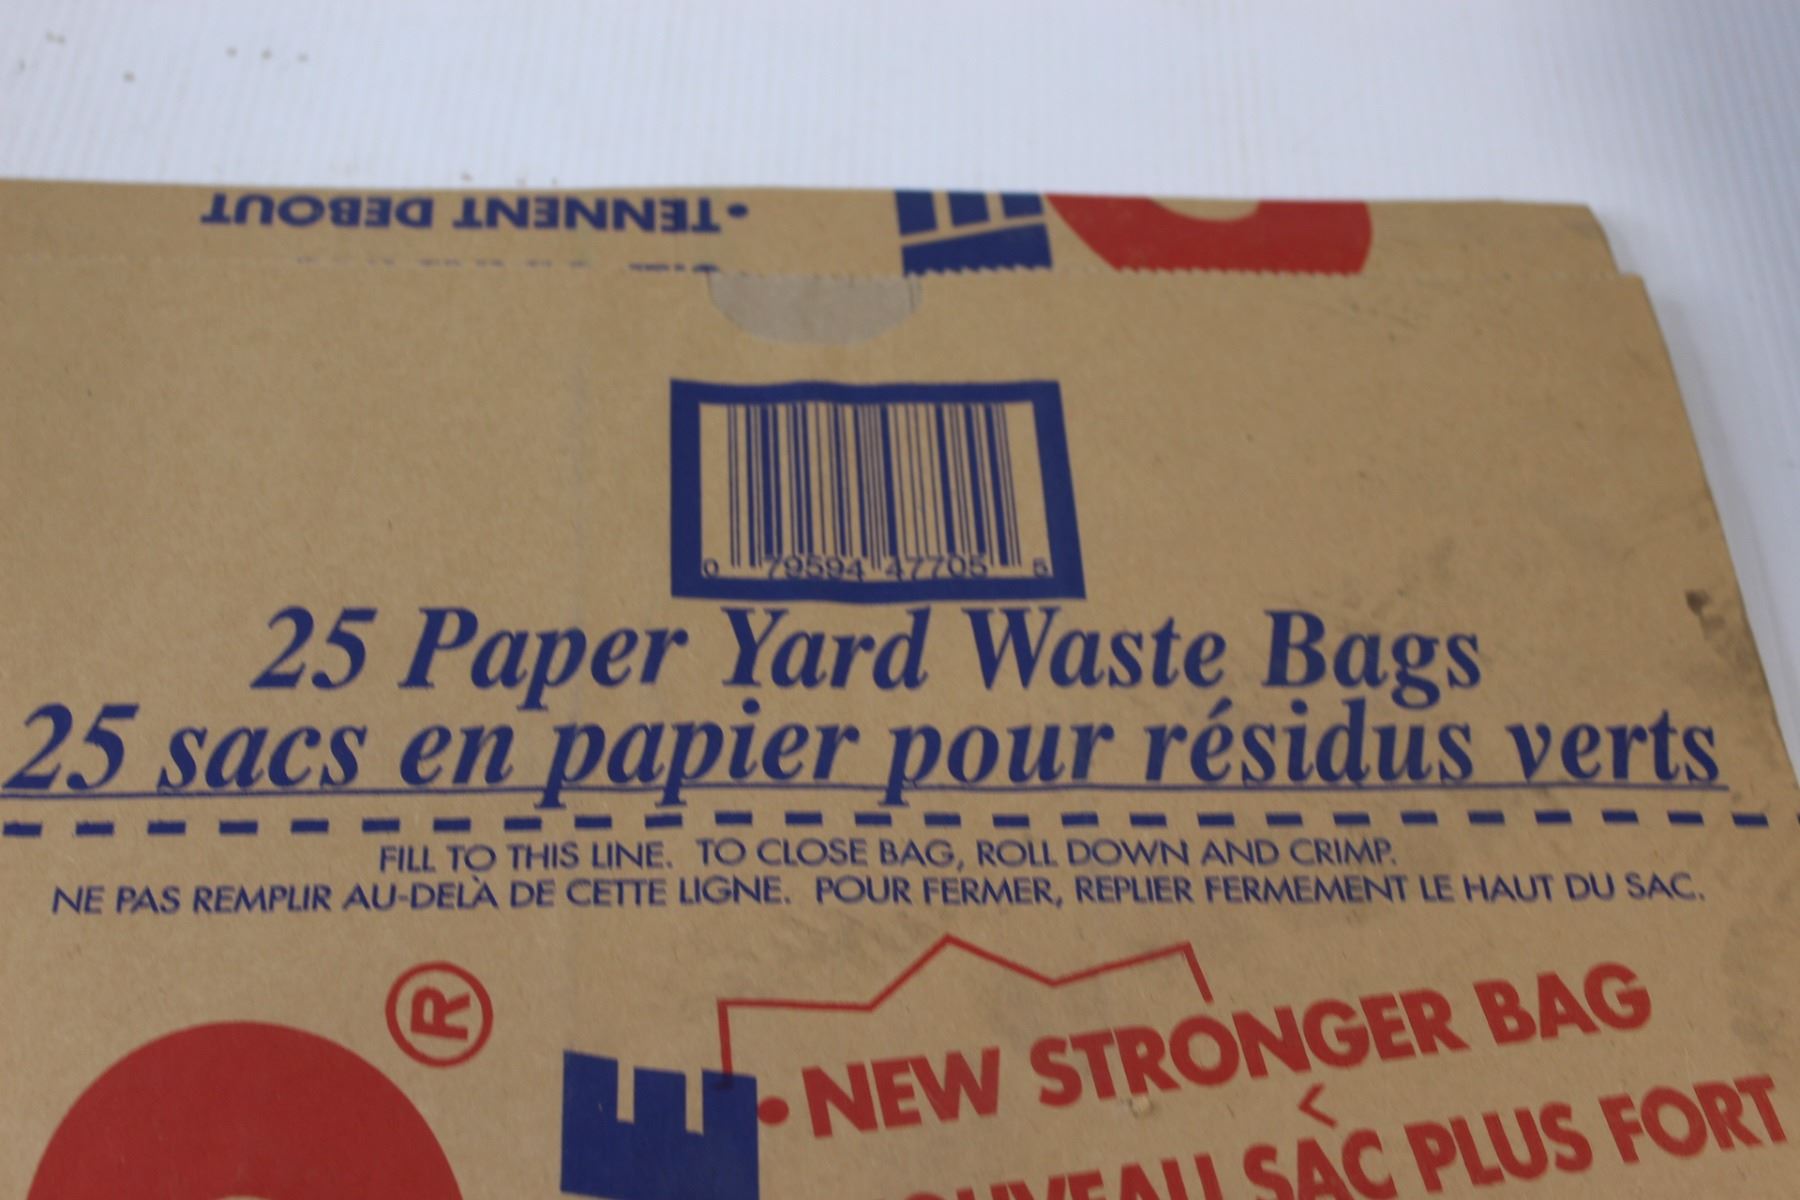 • TENNENT DEBOUT
0 79594 47705 5
25 Paper Yard Waste Bags
25 sacs en papier pour résidus verts
FILL TO THIS LINE. TO CLOSE BAG, ROLL DOWN AND CRIMP.
NE PAS REMPLIR AU-DELÀ DE CETTE LIGNE. POUR FERMER, REPLIER FERMEMENT LE HAUT DU SAC.
®
• NEW STRONGER BAG
SAC PLUS FORT